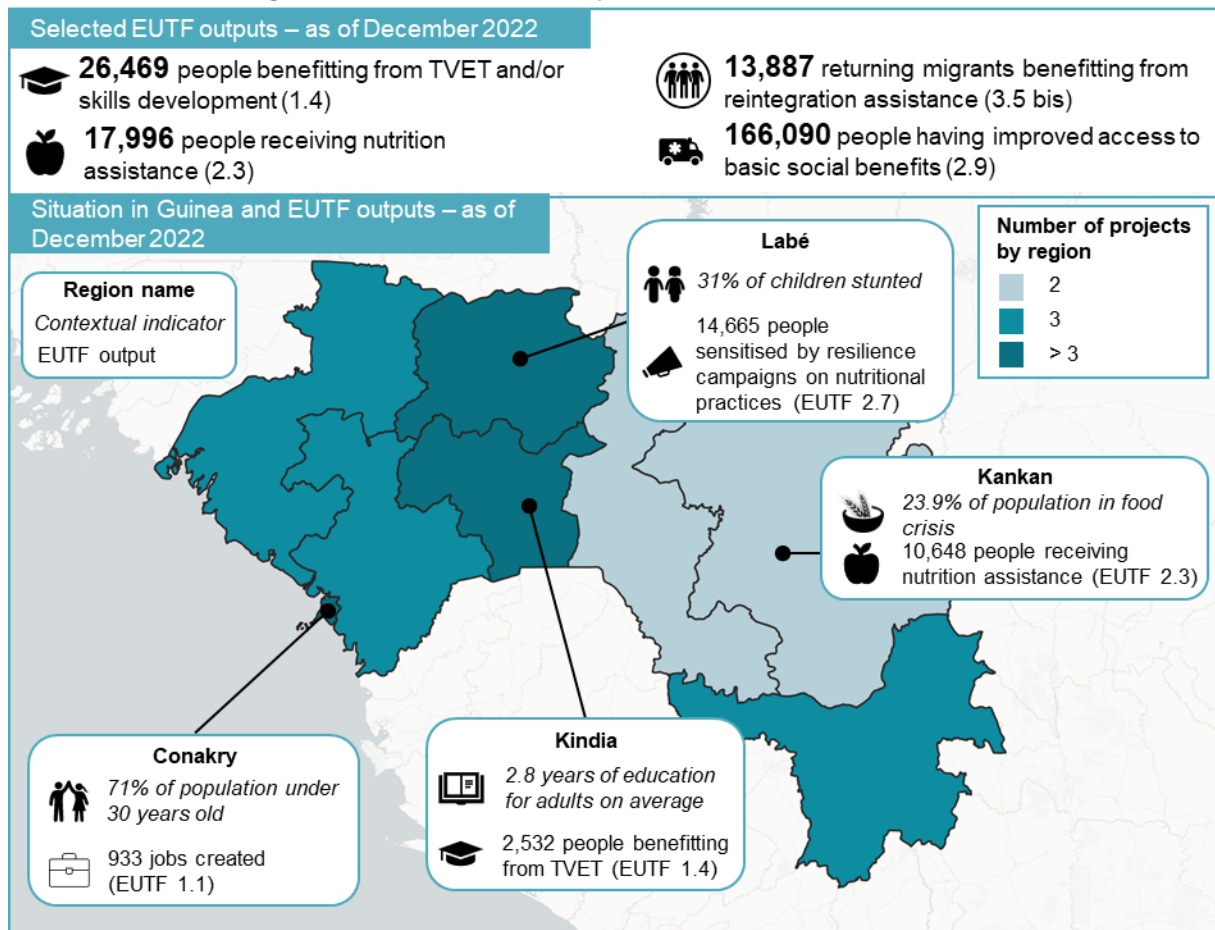 Selected EUTF outputs – as of December 2022
26,469 people benefitting from TVET and/or
skills development (1.4)
17,996 people receiving nutrition
assistance (2.3)
13,887 returning migrants benefitting from
reintegration assistance (3.5 bis)
166,090 people having improved access to
basic social benefits (2.9)
Situation in Guinea and EUTF outputs – as of
December 2022
Region name
Contextual indicator
EUTF output
Labé
31% of children stunted
14,665 people
sensitised by resilience
campaigns on nutritional
practices (EUTF 2.7)
Number of projects
by region
2
3
> 3
Kankan
23.9% of population in food
crisis
10,648 people receiving
nutrition assistance (EUTF 2.3)
Conakry
71% of population under
30 years old
933 jobs created
(EUTF 1.1)
Kindia
2.8 years of education
for adults on average
2,532 people benefitting
from TVET (EUTF 1.4)